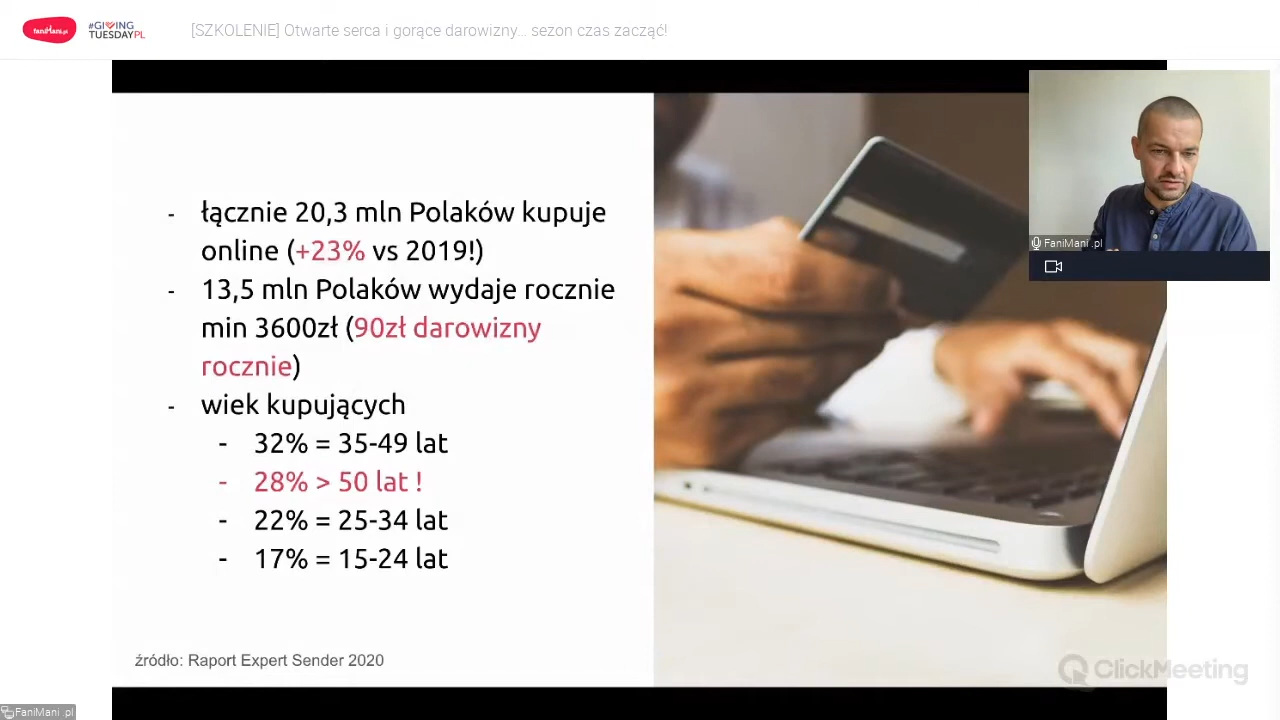 faniMani.pl
#GIVING
TUESDAYPL
[SZKOLENIE] Otwarte serca i gorące darowizny... sezon czas zacząć!
- łącznie 20,3 mln Polaków kupuje
online (+23% vs 2019!)
- 13,5 mln Polaków wydaje rocznie
min 3600zł (90zł darowizny
rocznie)
- wiek kupujących
- 32% = 35-49 lat
- 28% > 50 lat !
- 22% = 25-34 lat
- 17% = 15-24 lat
źródło: Raport Expert Sender 2020
FaniMani .pl
ClickMeeting
FaniMani .pl